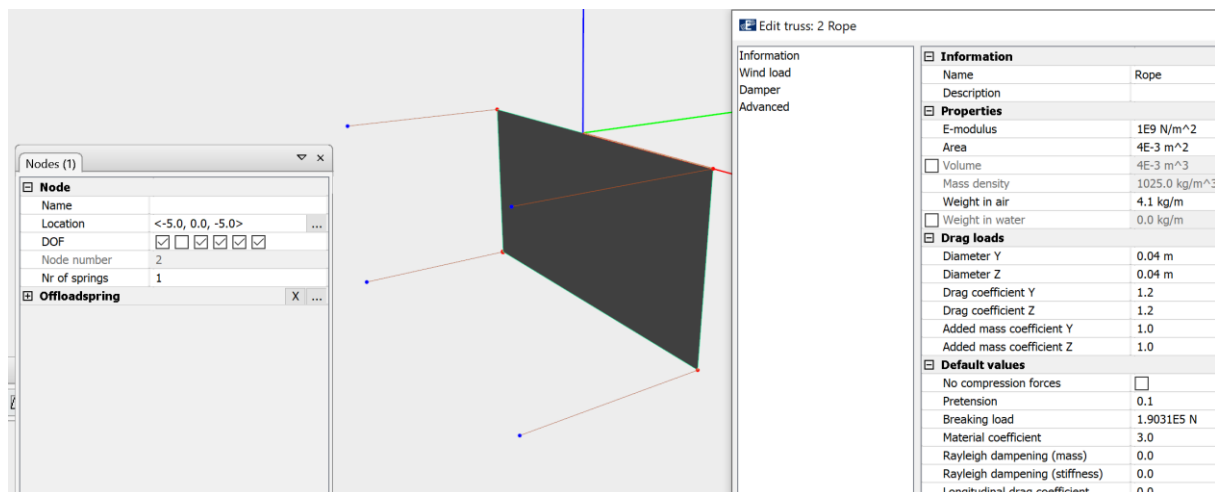 Edit truss: 2 Rope
Information
Wind load
Damper
Advanced
Information
Name Rope
Description
Properties
E-modulus 1E9 N/m^2
Area 4E-3 m^2
Volume 4E-3 m^3
Mass density 1025.0 kg/m^3
Weight in air 4.1 kg/m
Weight in water 0.0 kg/m
Drag loads
Diameter Y 0.04 m
Diameter Z 0.04 m
Drag coefficient Y 1.2
Drag coefficient Z 1.2
Added mass coefficient Y 1.0
Added mass coefficient Z 1.0
Default values
No compression forces
Pretension 0.1
Breaking load 1.9031E5 N
Material coefficient 3.0
Rayleigh dampening (mass) 0.0
Rayleigh dampening (stiffness) 0.0
Longitudinal drag coefficient 0.0
Nodes (1)
Node
Name
Location <-5.0, 0.0, -5.0> ...
DOF
Node number 2
Nr of springs 1
Offloadspring X ...